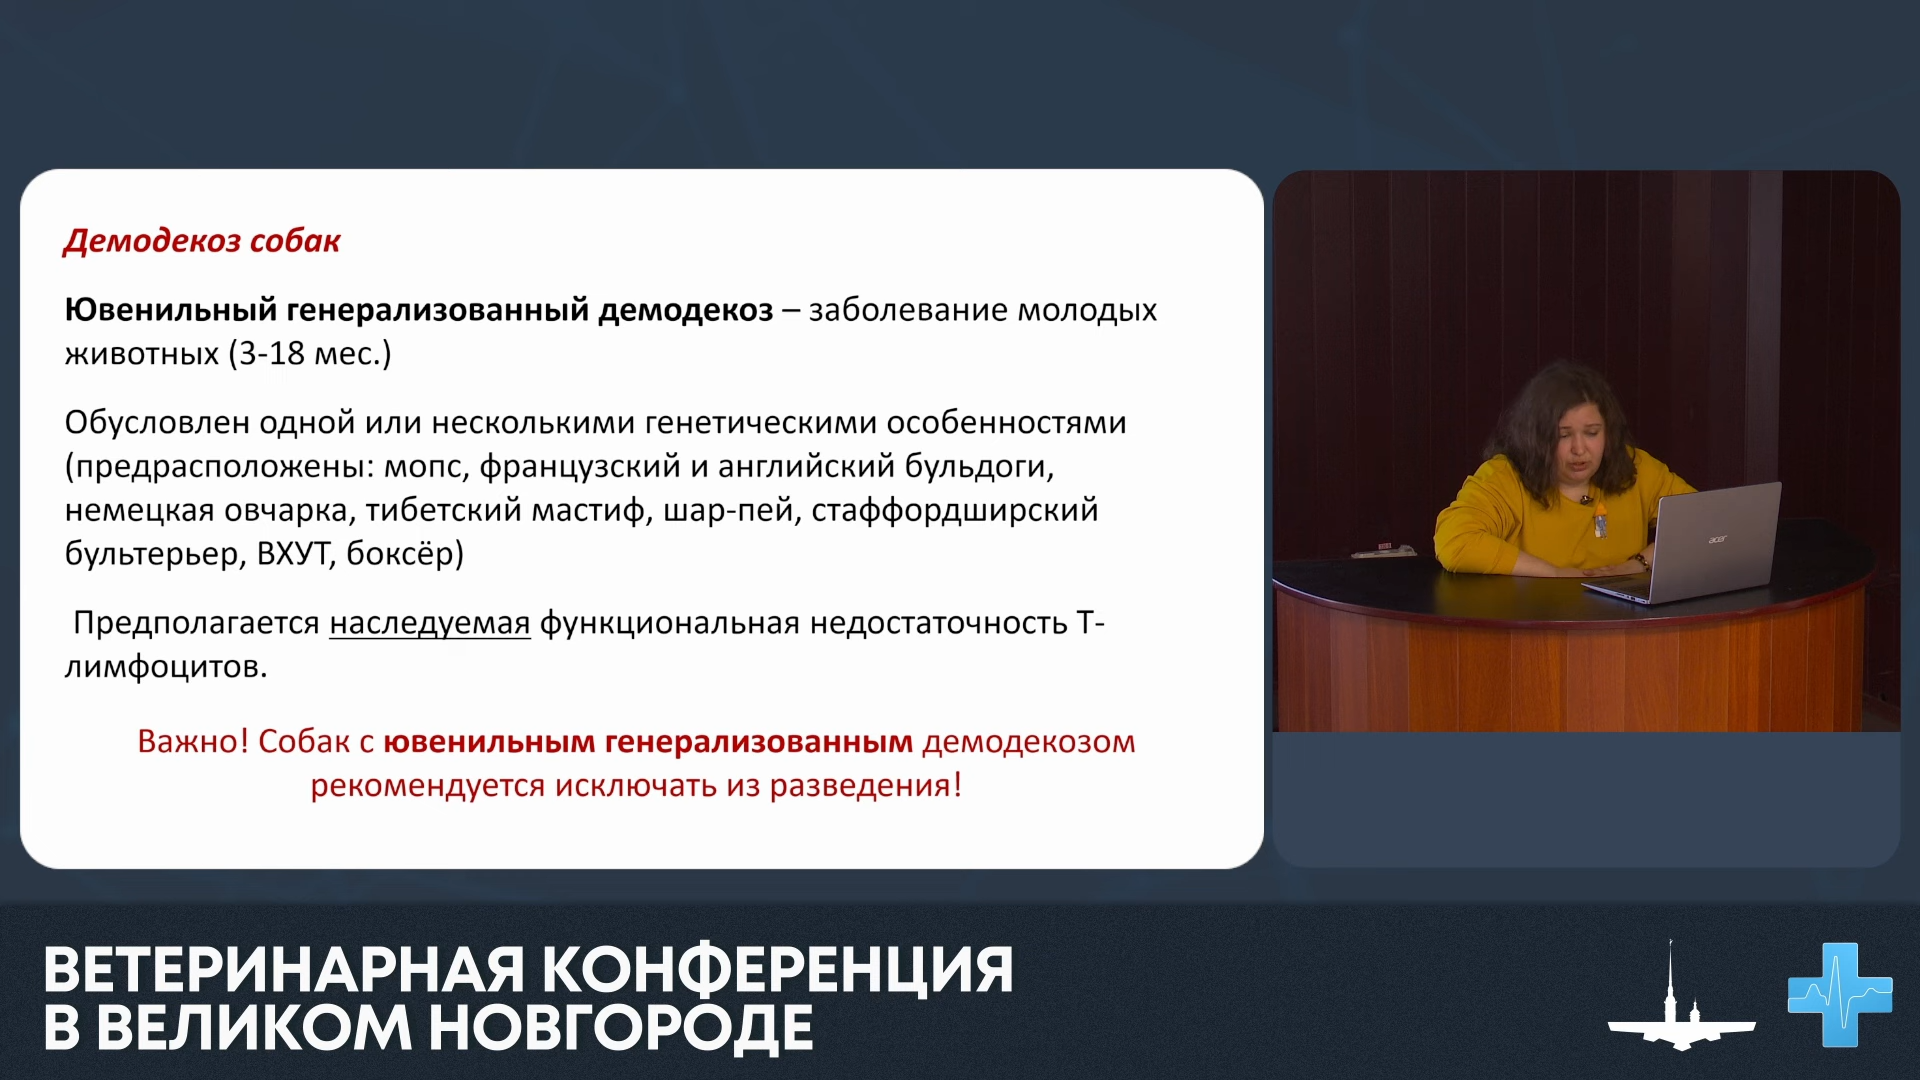 Демодекоз собак
Ювенильный генерализованный демодекоз – заболевание молодых
животных (3-18 мес.)
Обусловлен одной или несколькими генетическими особенностями
(предрасположены: мопс, французский и английский бульдоги,
немецкая овчарка, тибетский мастиф, шар-пей, стаффордширский
бультерьер, ВХУТ, боксёр)
Предполагается наследуемая функциональная недостаточность Т-
лимфоцитов.
Важно! Собак с ювенильным генерализованным демодекозом
рекомендуется исключать из разведения!
acer
ВЕТЕРИНАРНАЯ КОНФЕРЕНЦИЯ
В ВЕЛИКОМ НОВГОРОДЕ